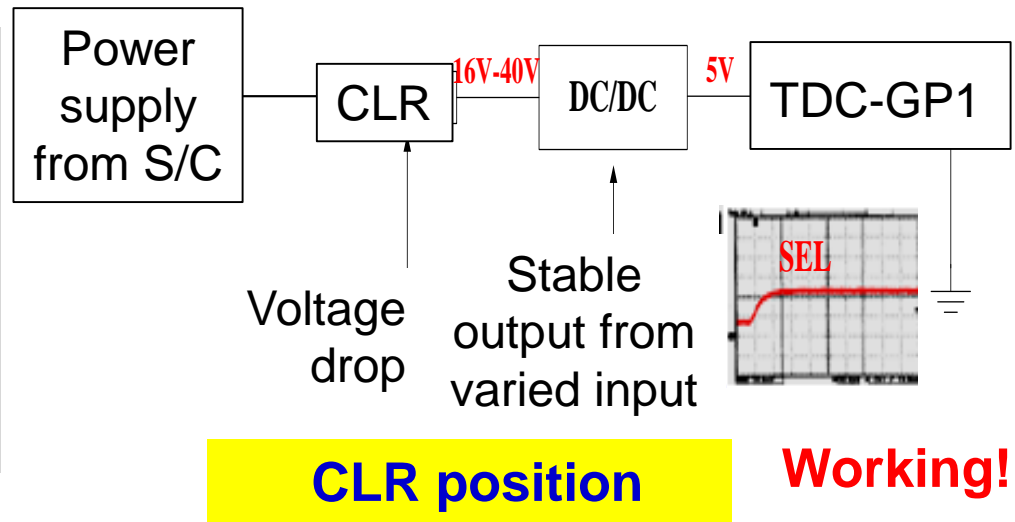 Power
supply
from S/C
CLR
16V-40V
DC/DC
5V
TDC-GP1
Voltage
drop
Stable
output from
varied input
SEL
CLR position
Working!